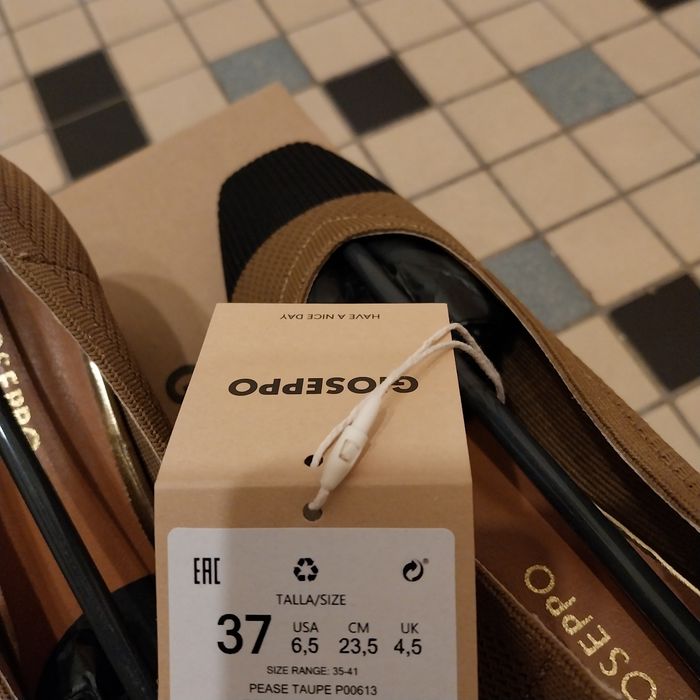 HAVE A NICE DAY
GIOSEPPO
EAC
TALLA/SIZE
37
USA CM UK
6,5 23,5 4,5
SIZE RANGE: 35-41
PEASE TAUPE P00613
OSEPPO
GIOSEPPO